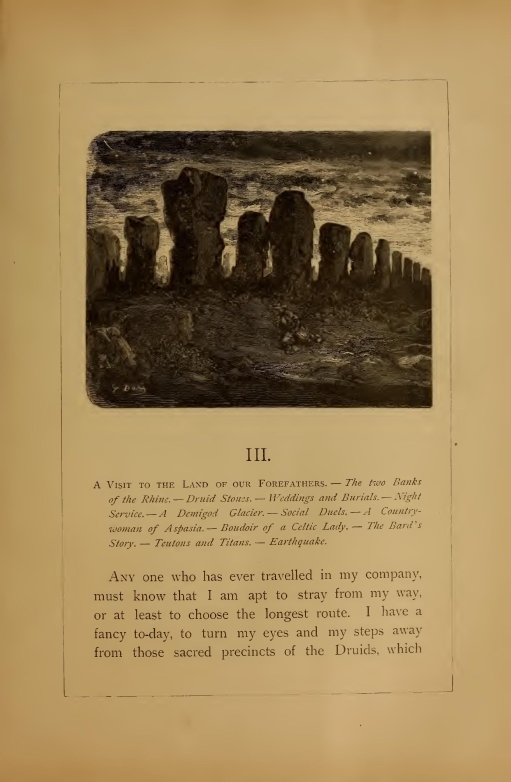 G. Doré
III.
A Visit to the Land of our Forefathers. — The two Banks
of the Rhine. — Druid Stones. — Weddings and Burials. — Night
Service. — A Demigod Glacier. — Social Duels. — A Country-
woman of Aspasia. — Boudoir of a Celtic Lady. — The Bard's
Story. — Teutons and Titans. — Earthquake.
Any one who has ever travelled in my company,
must know that I am apt to stray from my way,
or at least to choose the longest route. I have a
fancy to-day, to turn my eyes and my steps away
from those sacred precincts of the Druids, which